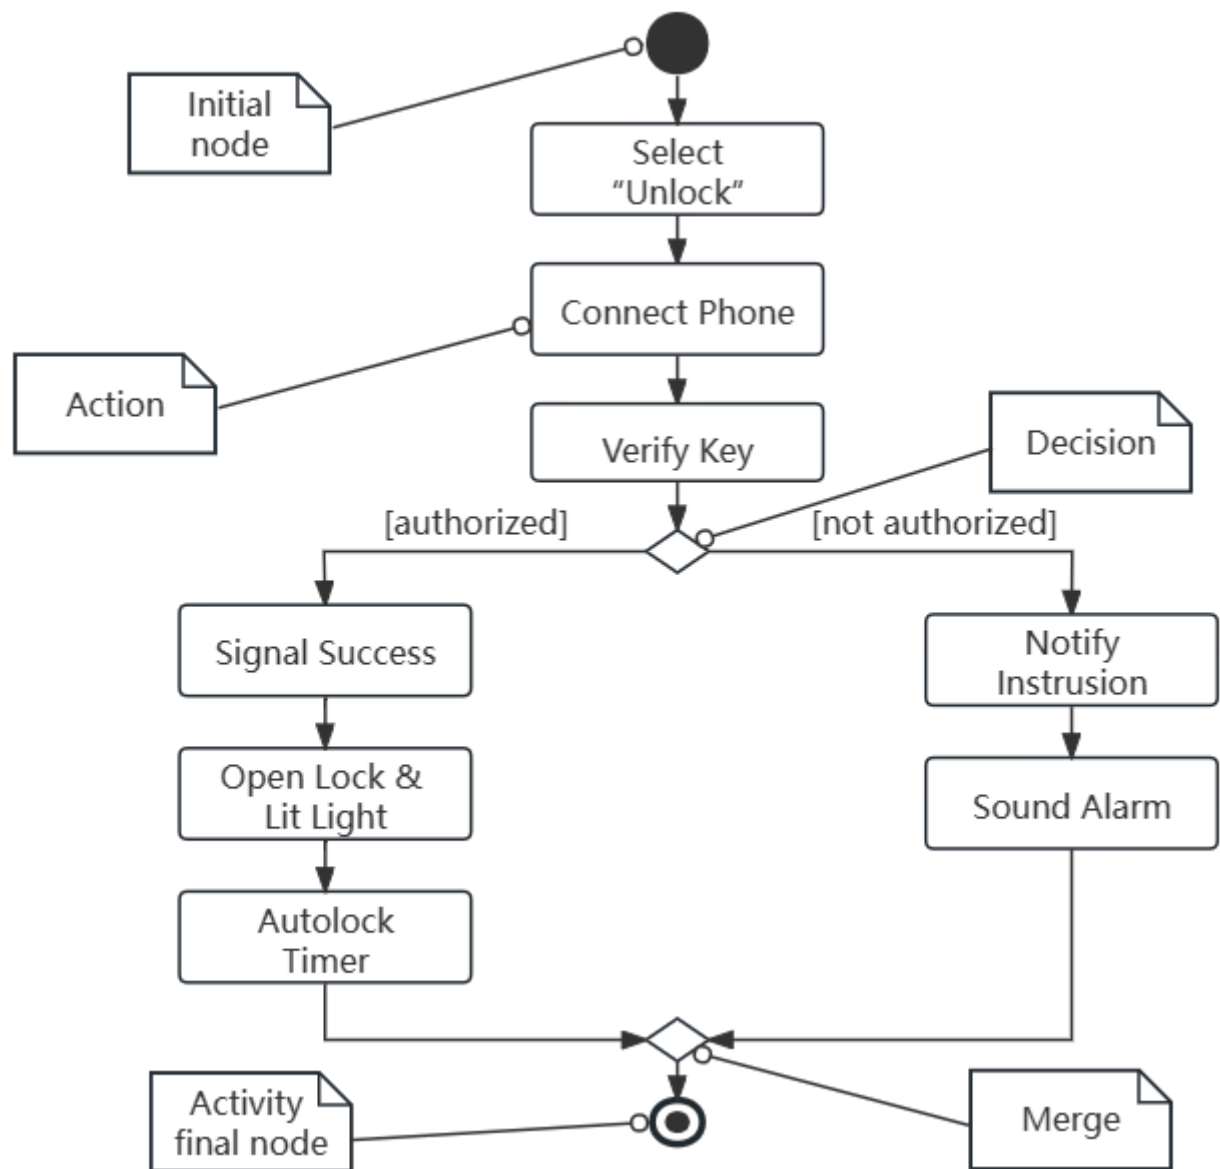 Initial
node
Select
“Unlock”
Connect Phone
Action
Verify Key
Decision
[authorized]
[not authorized]
Signal Success
Notify
Instrusion
Open Lock &
Lit Light
Sound Alarm
Autolock
Timer
Activity
final node
Merge